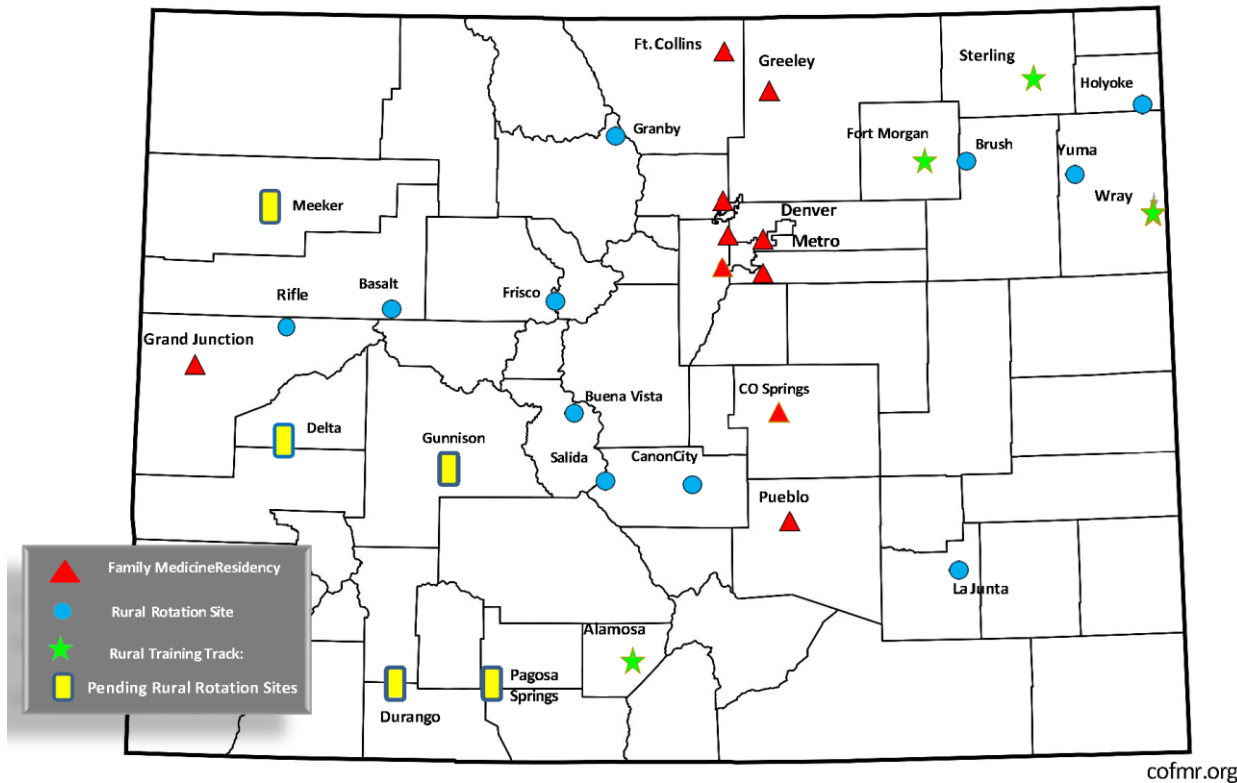 Ft. Collins
Greeley
Sterling
Holyoke
Granby
Fort Morgan
Brush
Yuma
Meeker
Wray
Denver
Metro
Rifle
Basalt
Frisco
Grand Junction
Buena Vista
CO Springs
Delta
Gunnison
Salida
CanonCity
Pueblo
La Junta
Alamosa
Pagosa
Springs
Durango
Family MedicineResidency
Rural Rotation Site
Rural Training Track:
Pending Rural Rotation Sites
cofmr.org